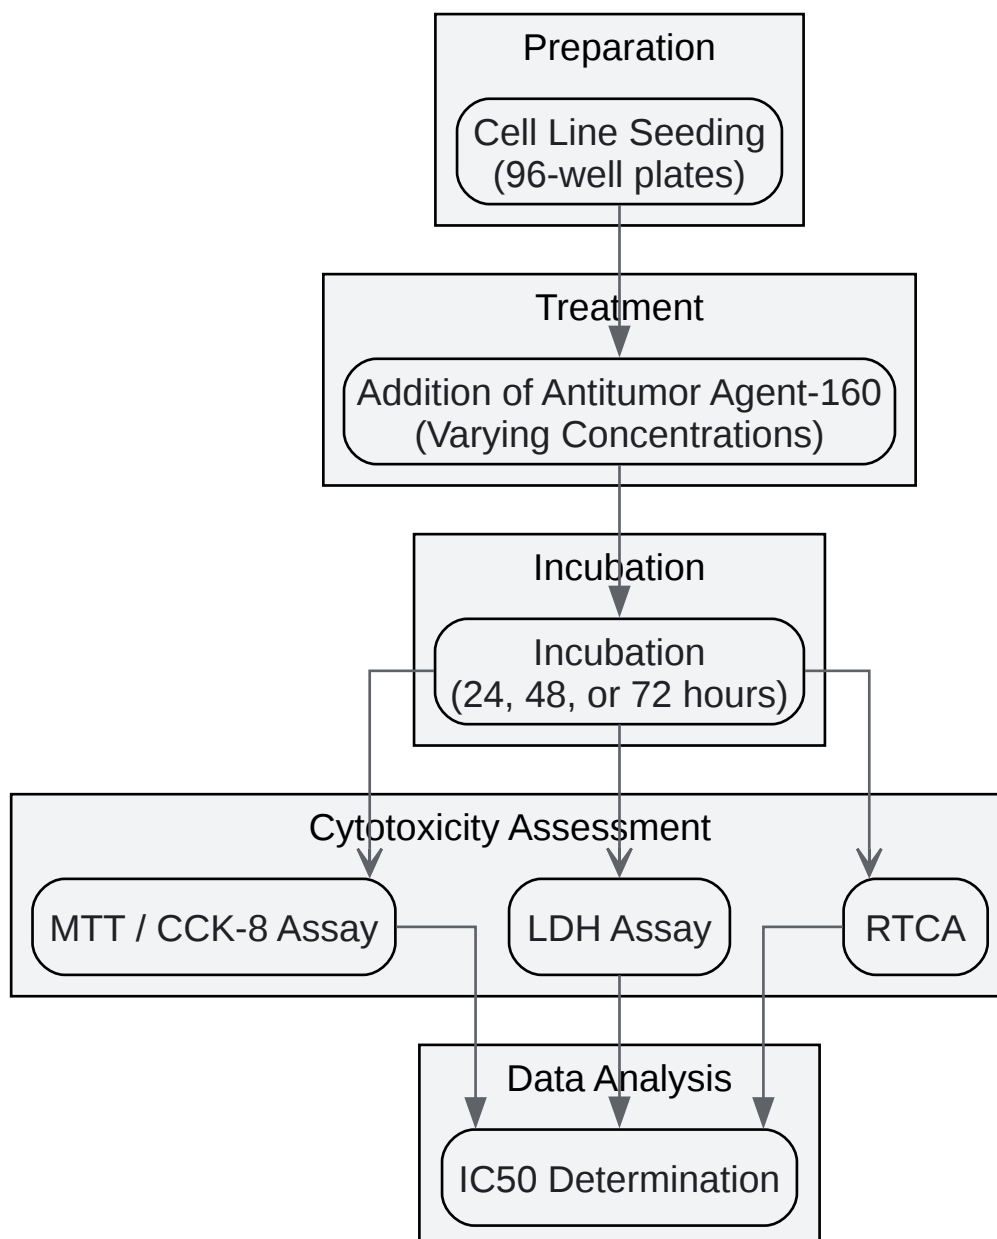 Preparation
Cell Line Seeding
(96-well plates)
Treatment
Addition of Antitumor Agent-160
(Varying Concentrations)
Incubation
Incubation
(24, 48, or 72 hours)
Cytotoxicity Assessment
MTT / CCK-8 Assay
LDH Assay
RTCA
Data Analysis
IC50 Determination